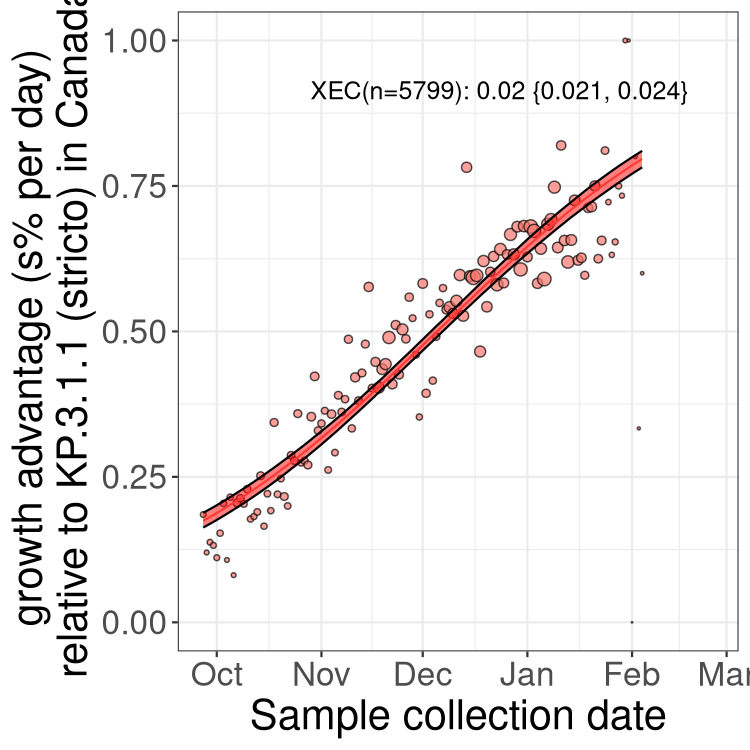 growth advantage (s% per day)
relative to KP.3.1.1 (stricto) in Canada
1.00
0.75
0.50
0.25
0.00
XEC(n=5799): 0.02 {0.021, 0.024}
Oct Nov Dec Jan Feb Mar
Sample collection date